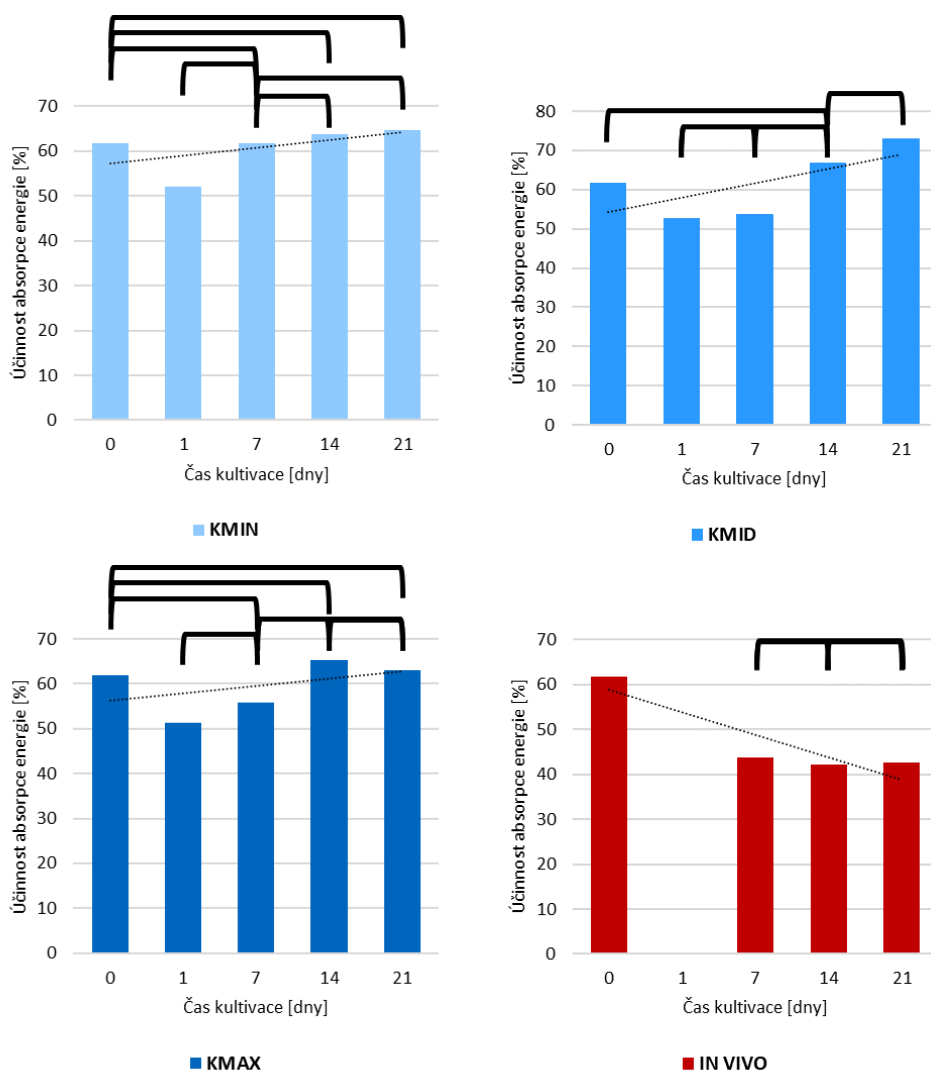 Účinnost absorpce energie [%]
70
60
50
40
30
20
10
0
0 1 7 14 21
Čas kultivace [dny]
KMIN
Účinnost absorpce energie [%]
80
70
60
50
40
30
20
10
0
0 1 7 14 21
Čas kultivace [dny]
KMID
Účinnost absorpce energie [%]
70
60
50
40
30
20
10
0
0 1 7 14 21
Čas kultivace [dny]
KMAX
Účinnost absorpce energie [%]
70
60
50
40
30
20
10
0
0 1 7 14 21
Čas kultivace [dny]
IN VIVO